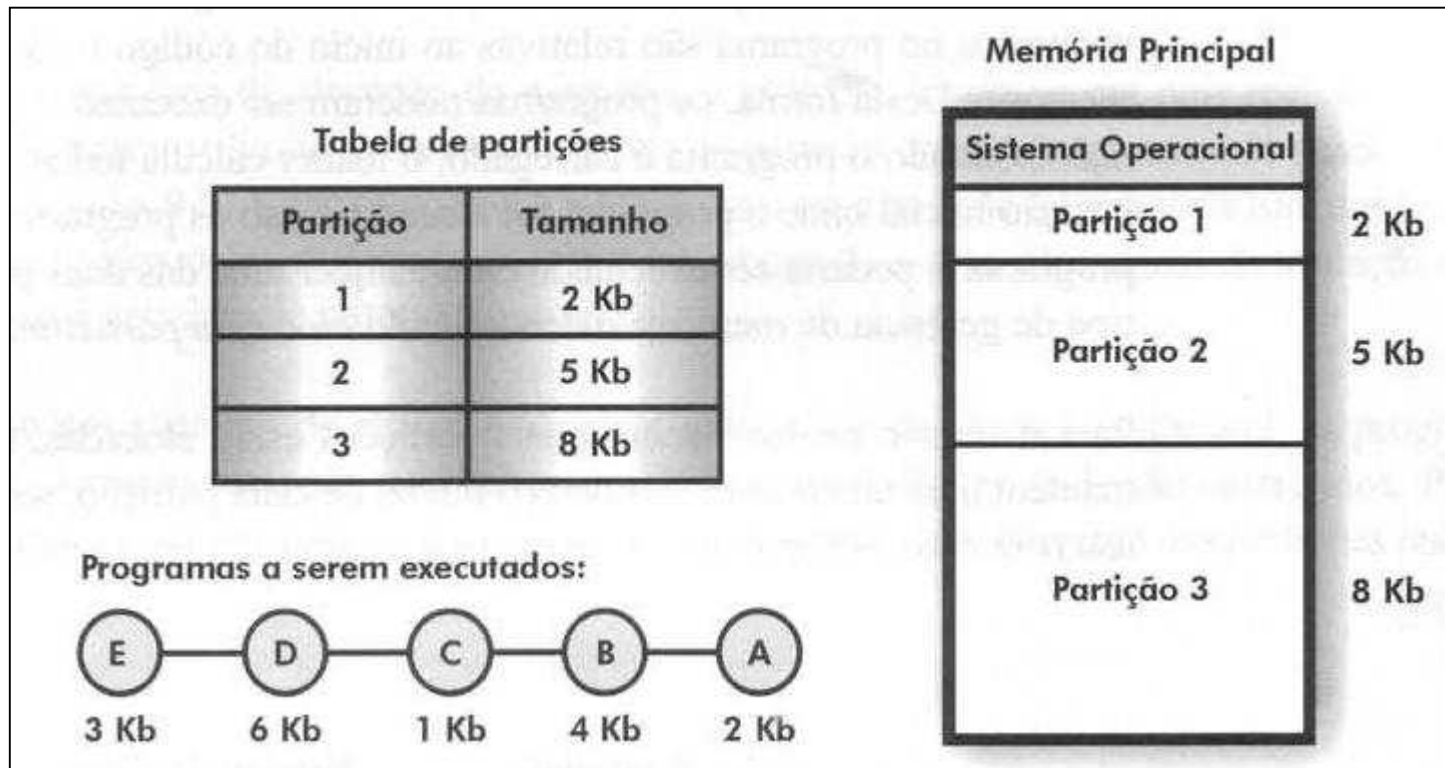 Memória Principal
Tabela de partições
Partição Tamanho
1 2 Kb
2 5 Kb
3 8 Kb
Sistema Operacional
Partição 1 2 Kb
Partição 2 5 Kb
Partição 3 8 Kb
Programas a serem executados:
E D C B A
3 Kb 6 Kb 1 Kb 4 Kb 2 Kb